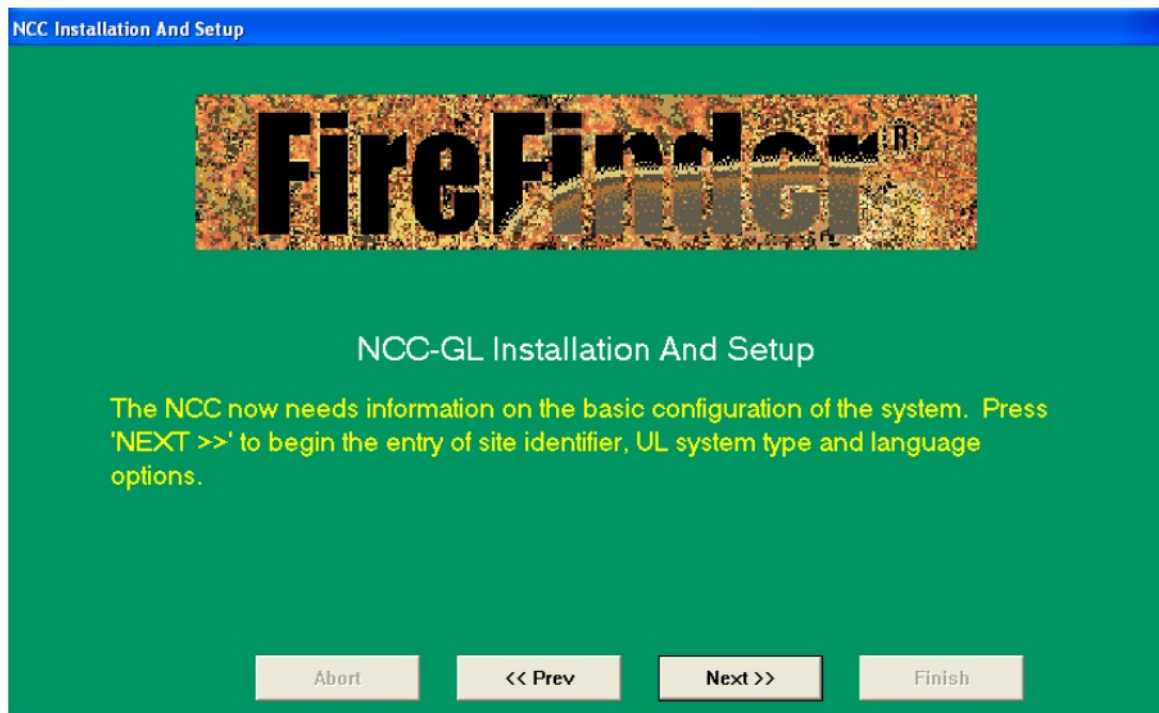 NCC Installation And Setup
FireFinder®
NCC-GL Installation And Setup
The NCC now needs information on the basic configuration of the system. Press
'NEXT >>' to begin the entry of site identifier, UL system type and language
options.
Abort << Prev Next >> Finish